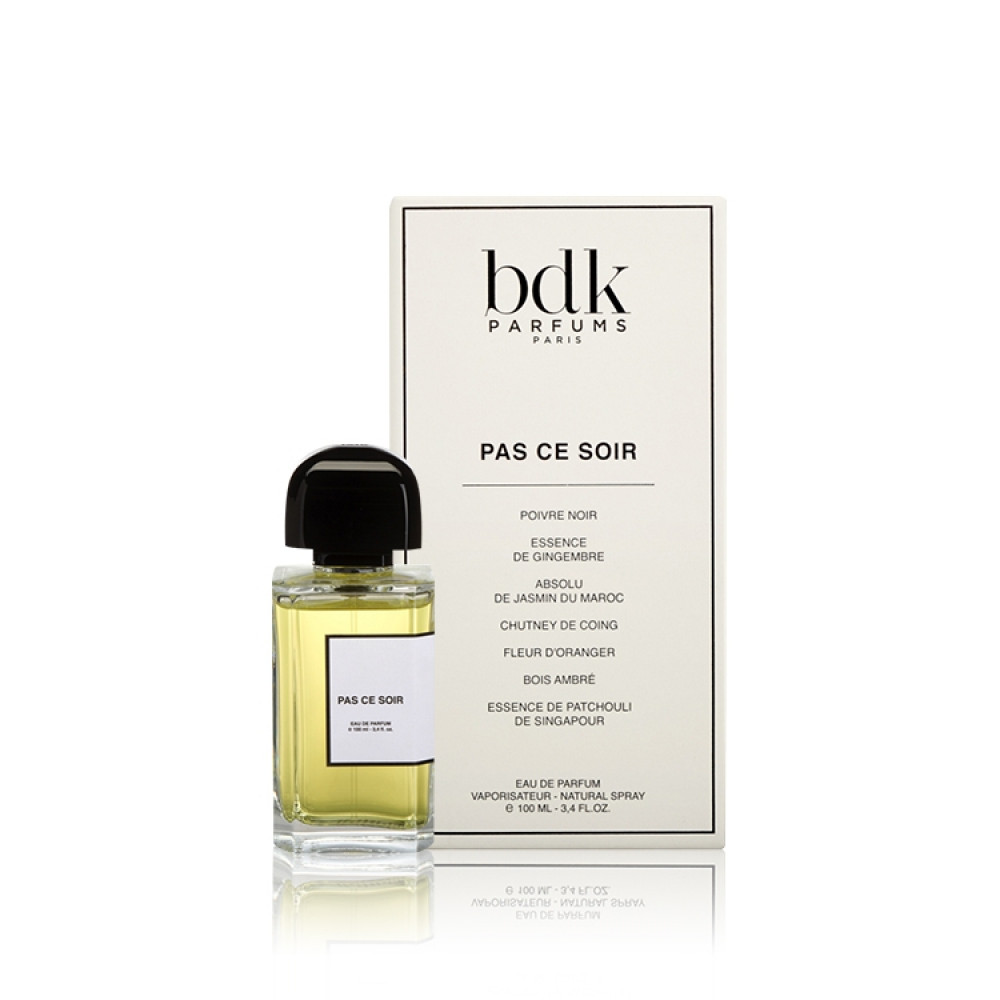 bdk
PARFUMS
PARIS
PAS CE SOIR
POIVRE NOIR
ESSENCE
DE GINGEMBRE
ABSOLU
DE JASMIN DU MAROC
CHUTNEY DE COING
FLEUR D'ORANGER
BOIS AMBRÉ
ESSENCE DE PATCHOULI
DE SINGAPOUR
EAU DE PARFUM
VAPORISATEUR - NATURAL SPRAY
℮ 100 ML - 3,4 FL.OZ.
PAS CE SOIR
EAU DE PARFUM
℮ 100 ml - 3,4 fl. oz.